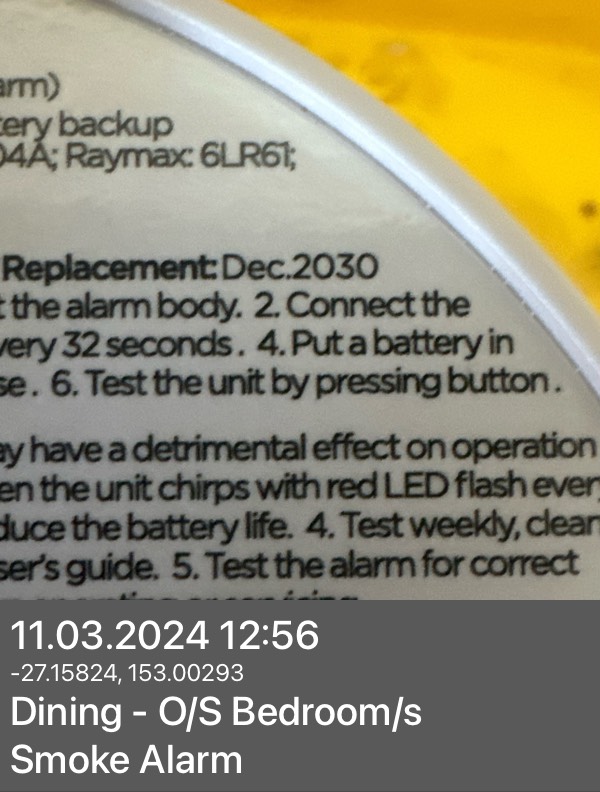 arm)
tery backup
04A; Raymax: 6LR61;
Replacement: Dec.2030
t the alarm body. 2. Connect the
very 32 seconds. 4. Put a battery in
se. 6. Test the unit by pressing button.
ay have a detrimental effect on operation
en the unit chirps with red LED flash every
duce the battery life. 4. Test weekly, clean
ser's guide. 5. Test the alarm for correct
11.03.2024 12:56
-27.15824, 153.00293
Dining - O/S Bedroom/s
Smoke Alarm